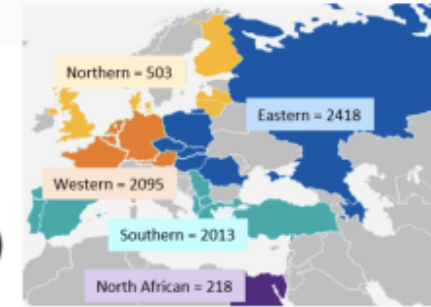 Northern = 503
Eastern = 2418
Western = 2095
Southern = 2013
North African = 218